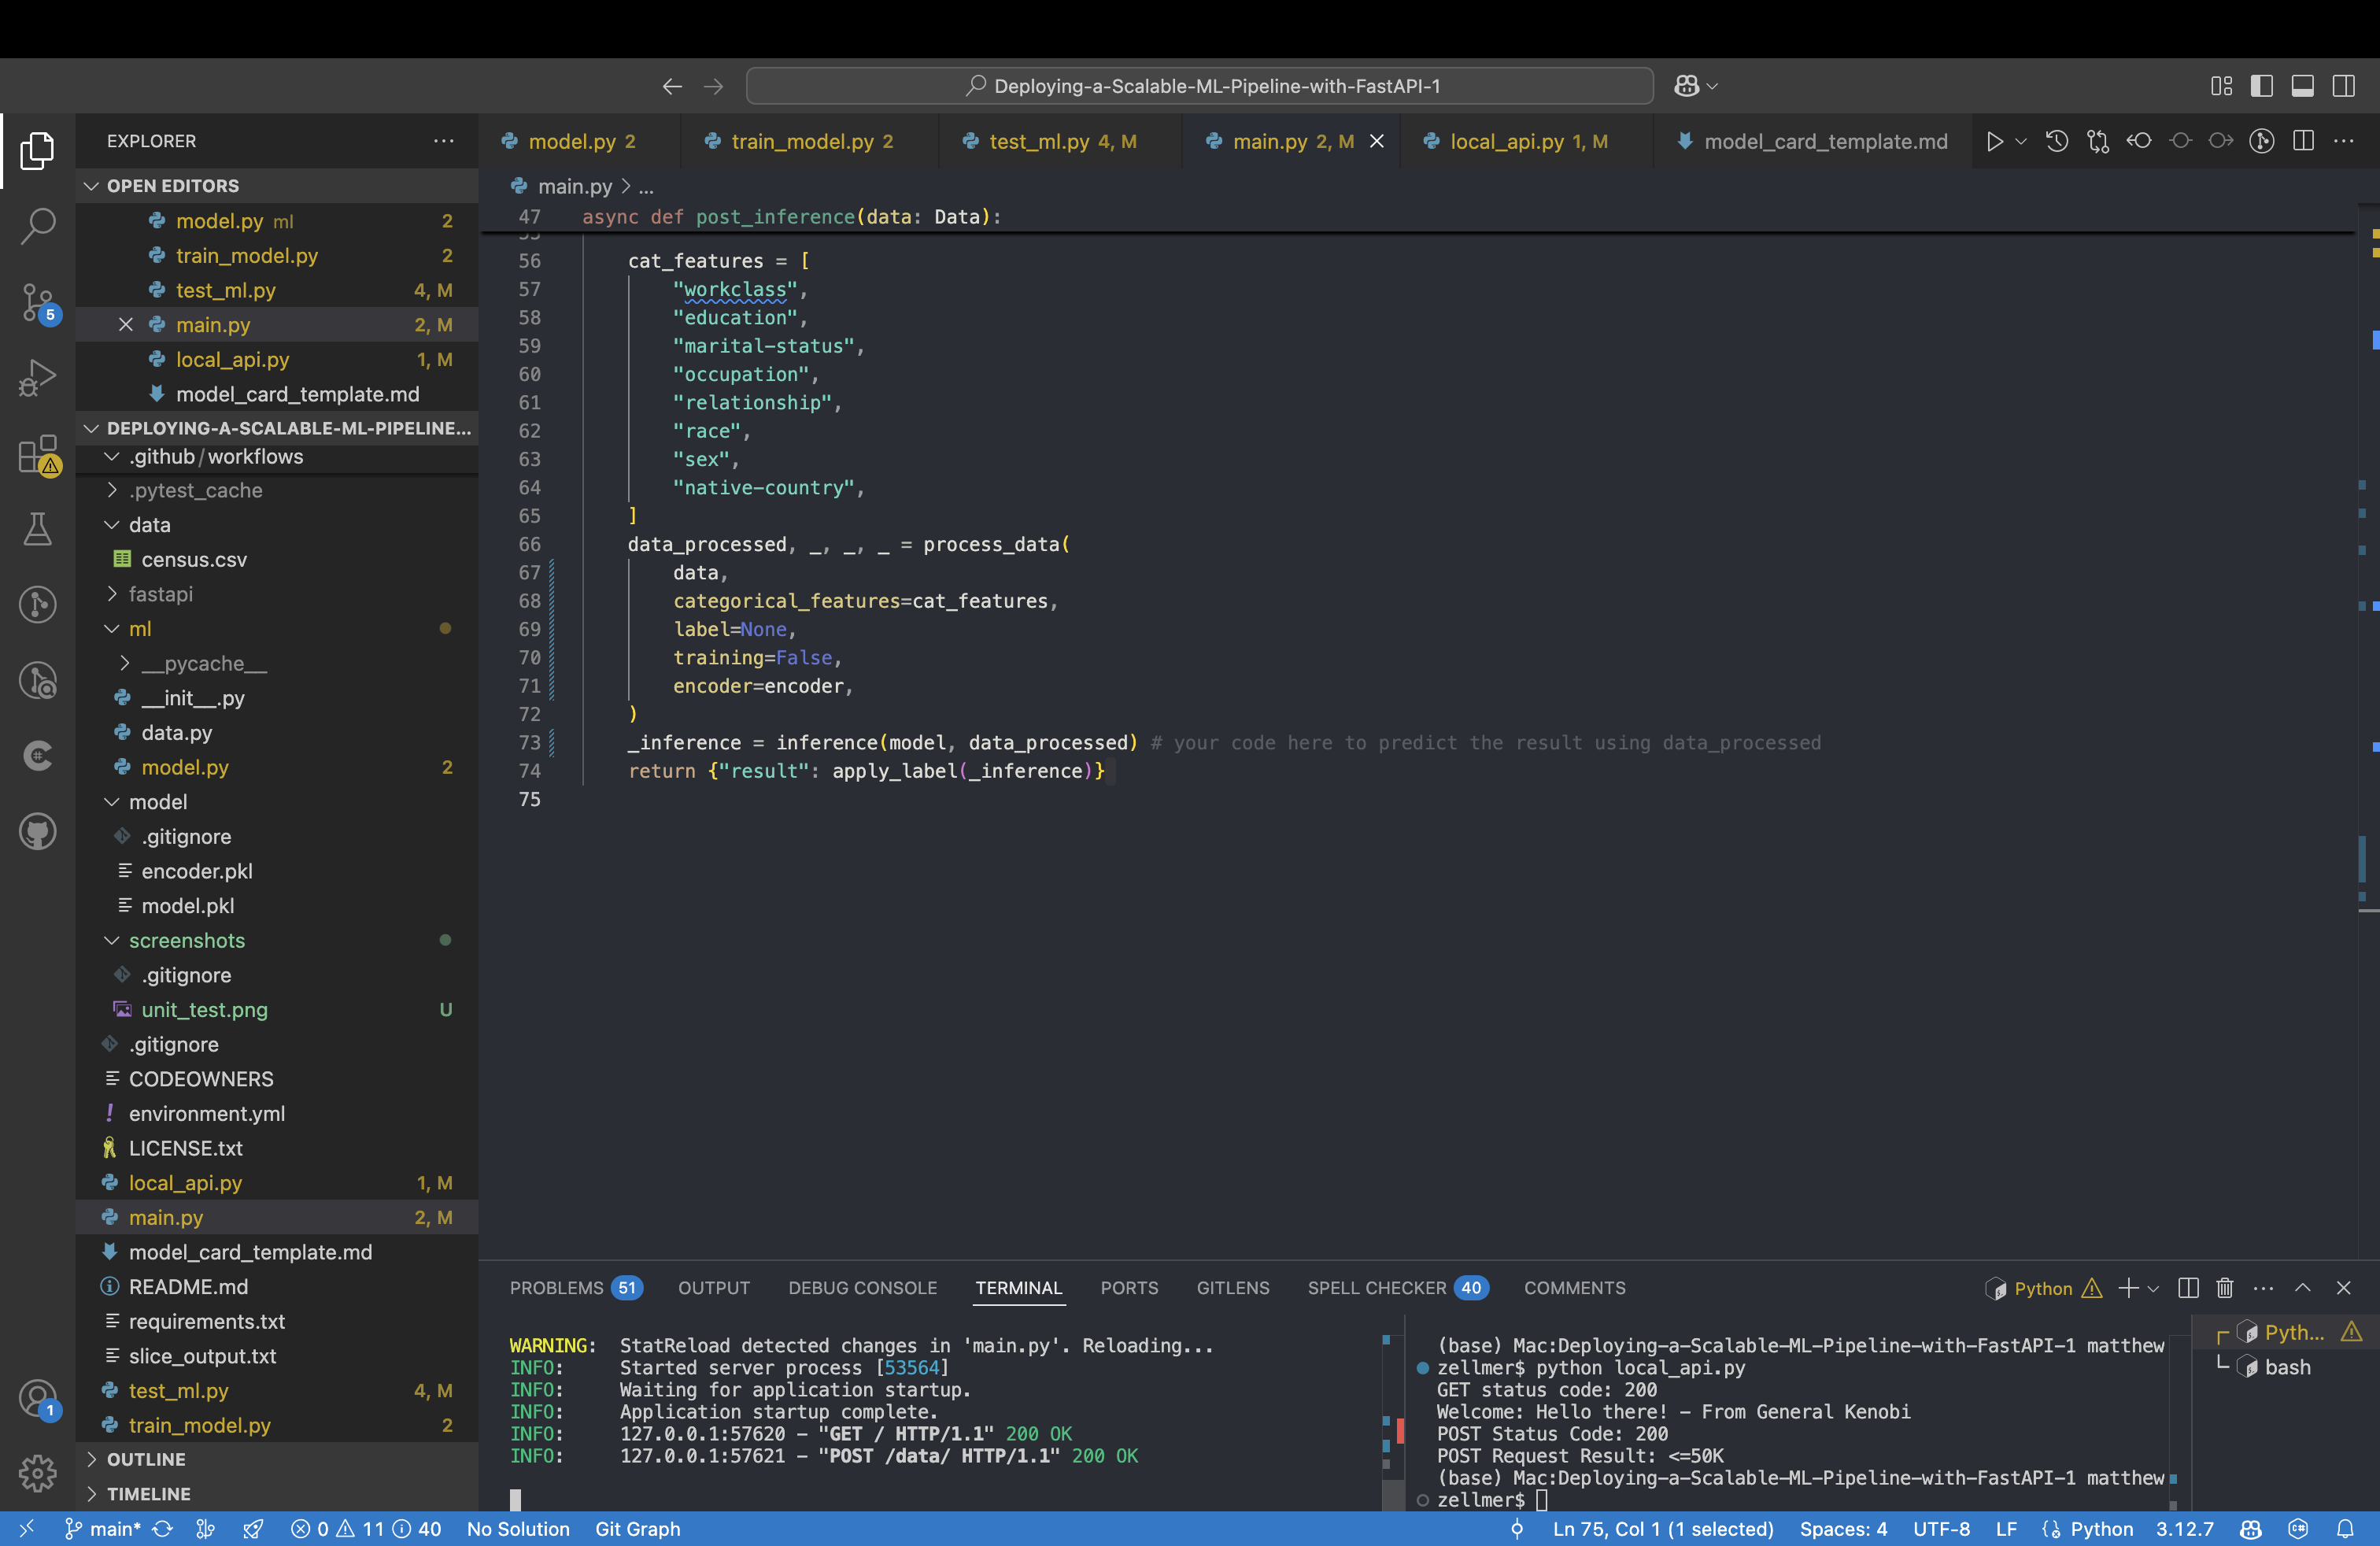 Deploying-a-Scalable-ML-Pipeline-with-FastAPI-1
EXPLORER
OPEN EDITORS
model.py ml 2
train_model.py 2
test_ml.py 4, M
main.py 2, M
local_api.py 1, M
model_card_template.md
DEPLOYING-A-SCALABLE-ML-PIPELINE...
.github/workflows
.pytest_cache
data
census.csv
fastapi
ml
__pycache__
__init__.py
data.py
model.py 2
model
.gitignore
encoder.pkl
model.pkl
screenshots
.gitignore
unit_test.png U
.gitignore
CODEOWNERS
environment.yml
LICENSE.txt
local_api.py 1, M
main.py 2, M
model_card_template.md
README.md
requirements.txt
slice_output.txt
test_ml.py 4, M
train_model.py 2
OUTLINE
TIMELINE
5
1
model.py 2 train_model.py 2 test_ml.py 4, M main.py 2, M local_api.py 1, M model_card_template.md
main.py > ...
47 async def post_inference(data: Data):
56 cat_features = [
57 "workclass",
58 "education",
59 "marital-status",
60 "occupation",
61 "relationship",
62 "race",
63 "sex",
64 "native-country",
65 ]
66 data_processed, _, _, _ = process_data(
67 data,
68 categorical_features=cat_features,
69 label=None,
70 training=False,
71 encoder=encoder,
72 )
73 _inference = inference(model, data_processed) # your code here to predict the result using data_processed
74 return {"result": apply_label(_inference)}
75
PROBLEMS 51 OUTPUT DEBUG CONSOLE TERMINAL PORTS GITLENS SPELL CHECKER 40 COMMENTS Python
WARNING: StatReload detected changes in 'main.py'. Reloading...
INFO: Started server process [53564]
INFO: Waiting for application startup.
INFO: Application startup complete.
INFO: 127.0.0.1:57620 - "GET / HTTP/1.1" 200 OK
INFO: 127.0.0.1:57621 - "POST /data/ HTTP/1.1" 200 OK
(base) Mac:Deploying-a-Scalable-ML-Pipeline-with-FastAPI-1 matthew
zellmer$ python local_api.py
GET status code: 200
Welcome: Hello there! - From General Kenobi
POST Status Code: 200
POST Request Result: <=50K
(base) Mac:Deploying-a-Scalable-ML-Pipeline-with-FastAPI-1 matthew
zellmer$
Pyth...
bash
main* 0 11 40 No Solution Git Graph Ln 75, Col 1 (1 selected) Spaces: 4 UTF-8 LF Python 3.12.7